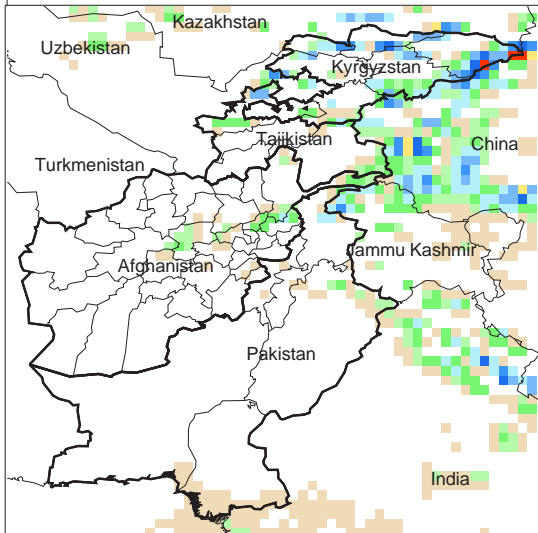 Kazakhstan
Uzbekistan
Kyrgyzstan
Tajikistan
China
Turkmenistan
Jammu Kashmir
Afghanistan
Pakistan
India